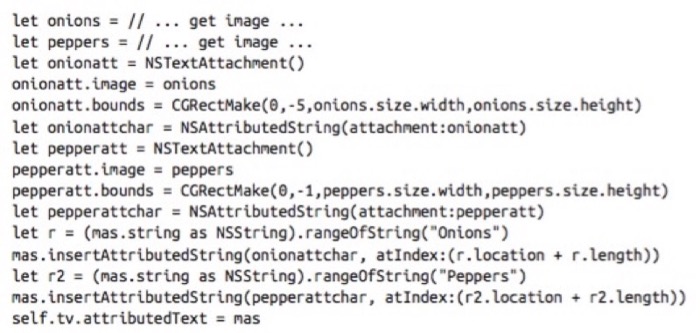 let onions = // ... get image ...
let peppers = // ... get image ...
let onionatt = NSTextAttachment()
onionatt.image = onions
onionatt.bounds = CGRectMake(0,-5,onions.size.width,onions.size.height)
let onionattchar = NSAttributedString(attachment:onionatt)
let pepperatt = NSTextAttachment()
pepperatt.image = peppers
pepperatt.bounds = CGRectMake(0,-1,peppers.size.width,peppers.size.height)
let pepperattchar = NSAttributedString(attachment:pepperatt)
let r = (mas.string as NSString).rangeOfString("Onions")
mas.insertAttributedString(onionattchar, atIndex:(r.location + r.length))
let r2 = (mas.string as NSString).rangeOfString("Peppers")
mas.insertAttributedString(pepperattchar, atIndex:(r2.location + r2.length))
self.tv.attributedText = mas